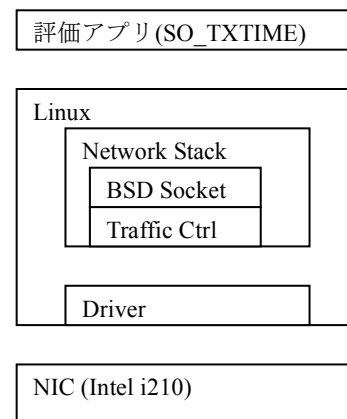 評価アプリ(SO_TXTIME)
Linux
Network Stack
BSD Socket
Traffic Ctrl
Driver
NIC (Intel i210)